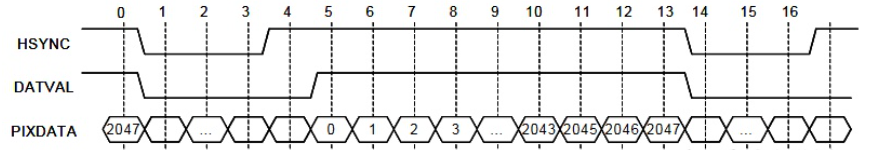 0 1 2 3 4 5 6 7 8 9 10 11 12 13 14 15 16
HSYNC
DATVAL
PIXDATA 2047 ... 0 1 2 3 ... 2043 2045 2046 2047 ...